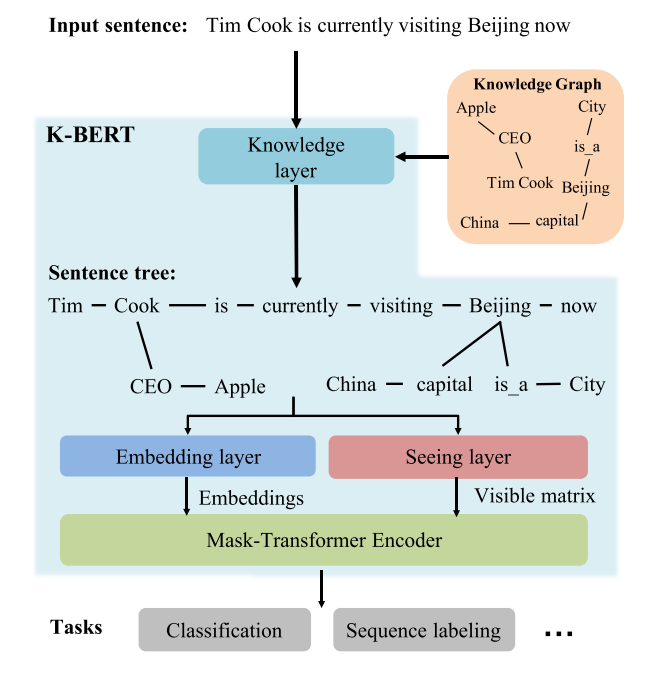 Input sentence: Tim Cook is currently visiting Beijing now
Knowledge Graph
Apple
City
CEO
is_a
Tim Cook
Beijing
China
capital
K-BERT
Knowledge
layer
Sentence tree:
Tim Cook is currently visiting Beijing now
CEO Apple China capital is_a City
Embedding layer
Seeing layer
Embeddings
Visible matrix
Mask-Transformer Encoder
Tasks
Classification
Sequence labeling
...